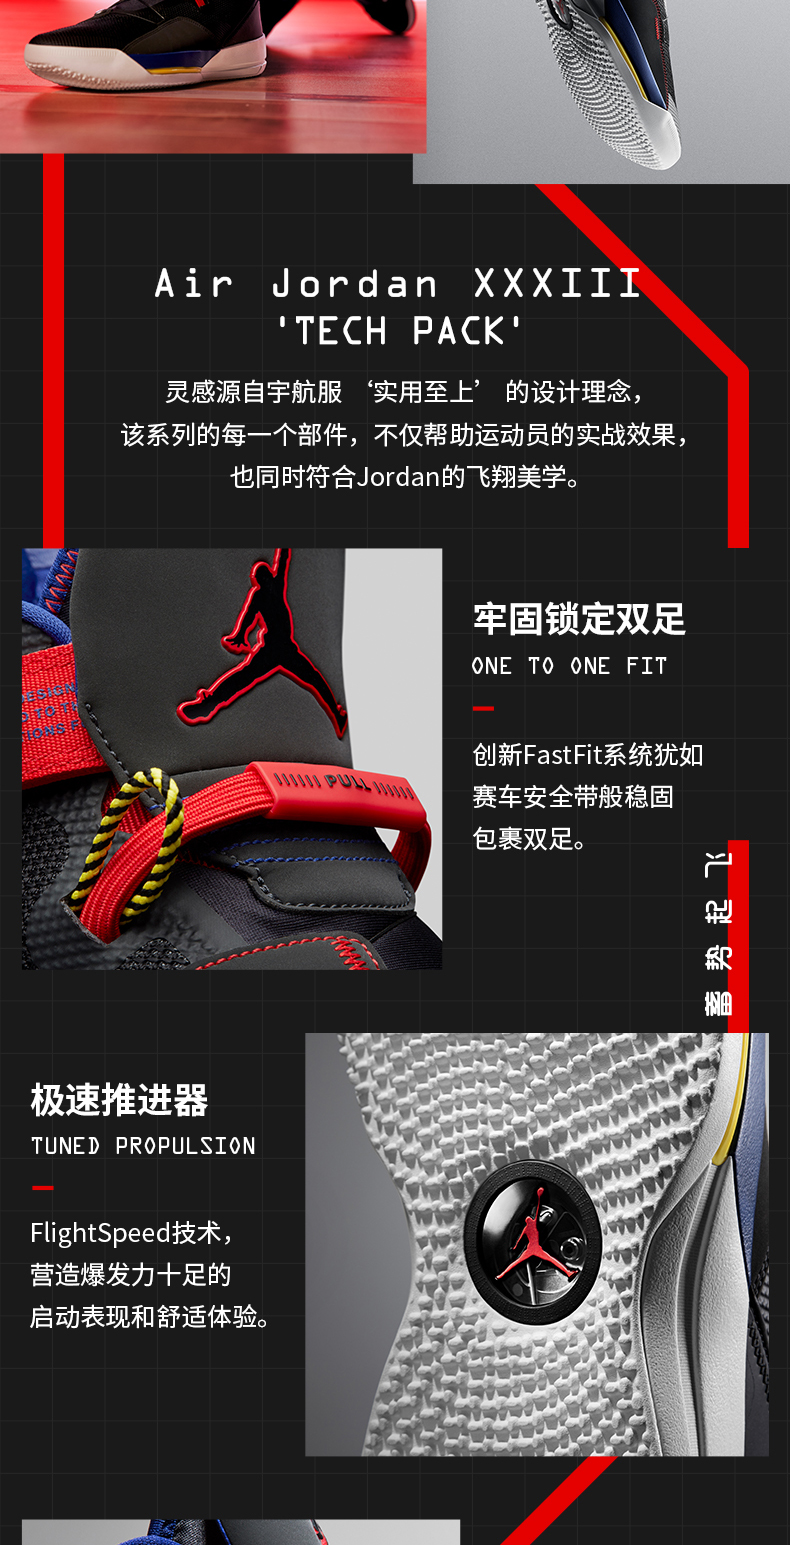 Air Jordan XXXIII
'TECH PACK'
灵感源自宇航服 ‘实用至上’ 的设计理念，
该系列的每一个部件，不仅帮助运动员的实战效果，
也同时符合Jordan的飞翔美学。
牢固锁定双足
ONE TO ONE FIT
创新FastFit系统犹如
赛车安全带般稳固
包裹双足。
PULL
蓄势起飞
极速推进器
TUNED PROPULSION
FlightSpeed技术，
营造爆发力十足的
启动表现和舒适体验。